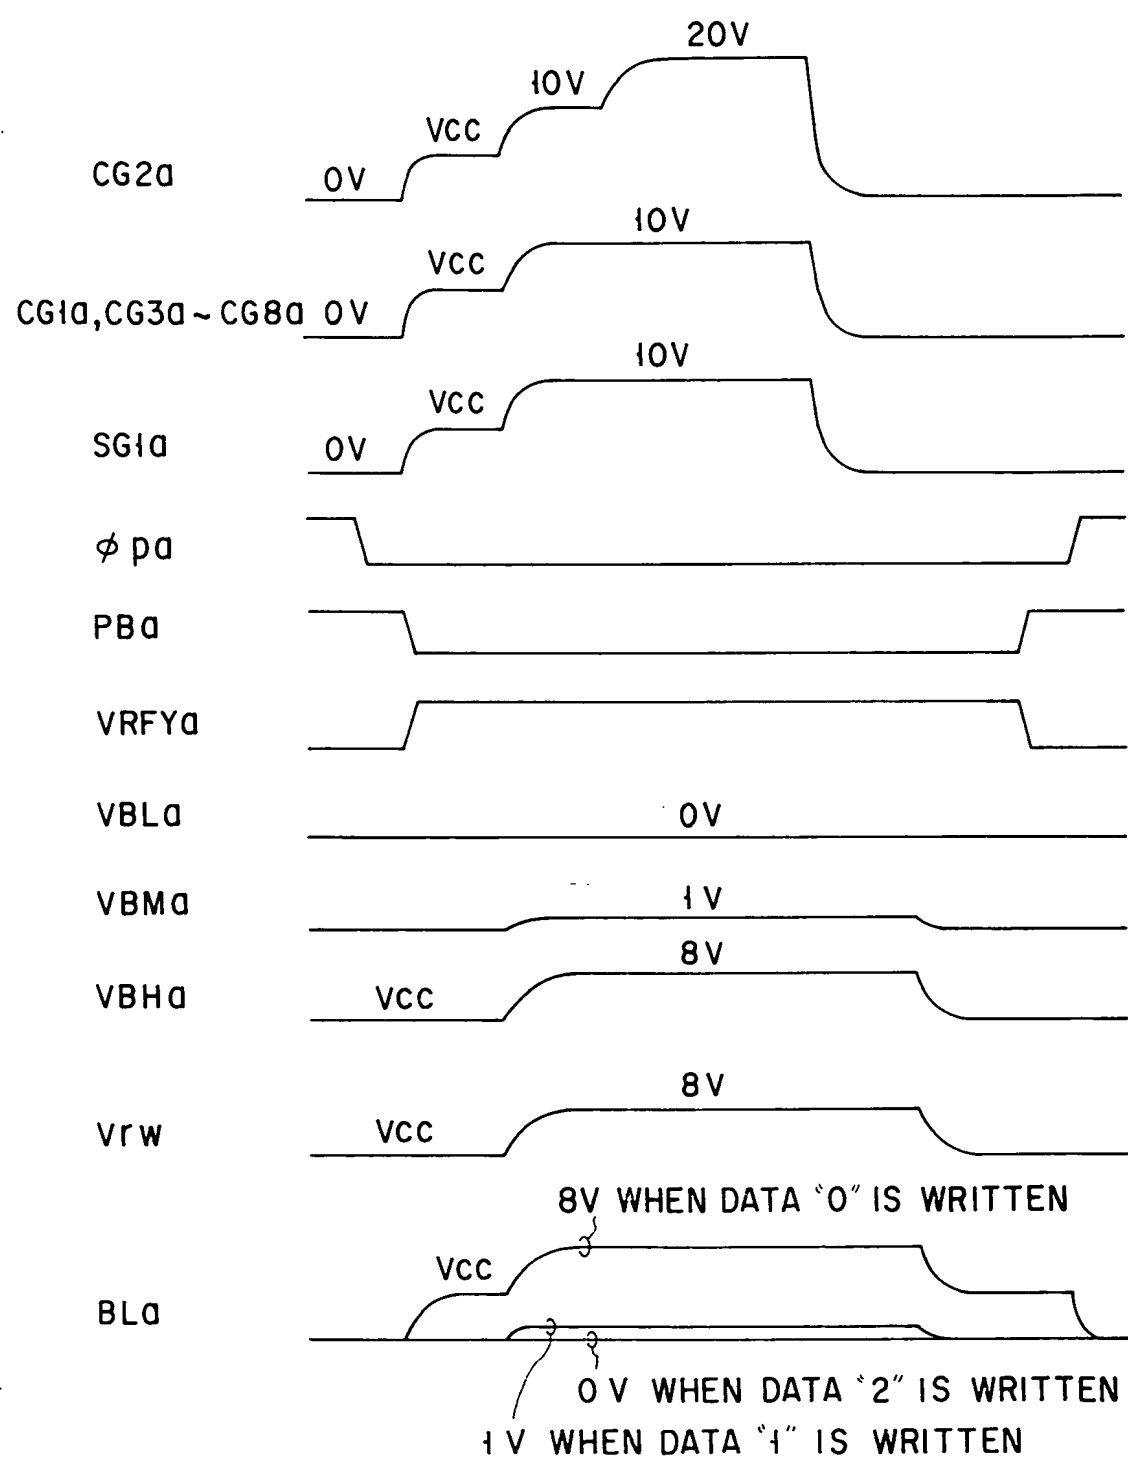 20V
10V
VCC
CG2a 0V
10V
VCC
CG1a,CG3a~CG8a 0V
10V
VCC
SG1a 0V
φpa
PBa
VRFYa
VBLa 0V
VBMa 1V
8V
VBHa VCC
8V
Vrw VCC
8V WHEN DATA "0" IS WRITTEN
VCC
BLa
0V WHEN DATA "2" IS WRITTEN
1V WHEN DATA "1" IS WRITTEN